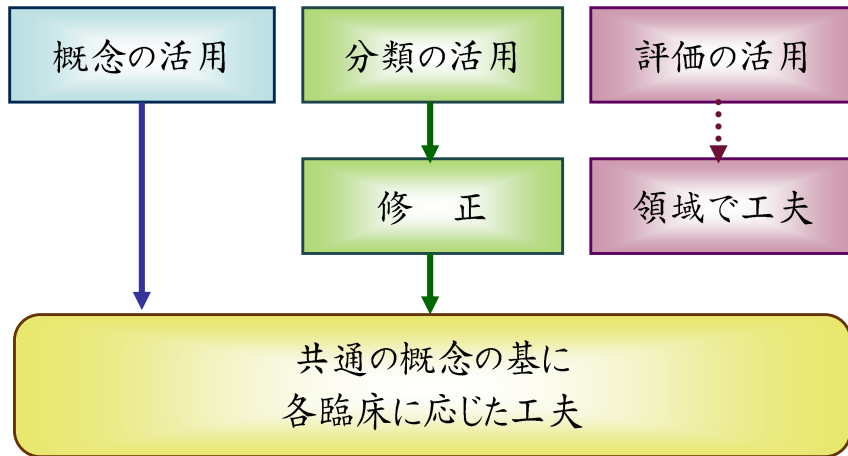 概念の活用
分類の活用
評価の活用
修　正
領域で工夫
共通の概念の基に
各臨床に応じた工夫